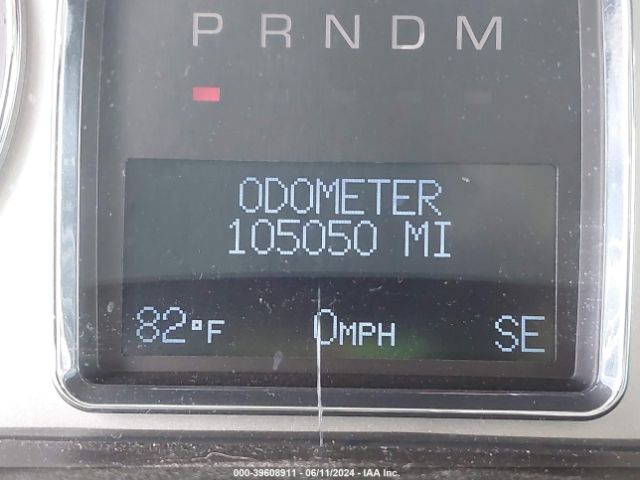 P R N D M
ODOMETER
105050 MI
82°F 0MPH SE
000-39608911 - 06/11/2024 - IAA Inc.